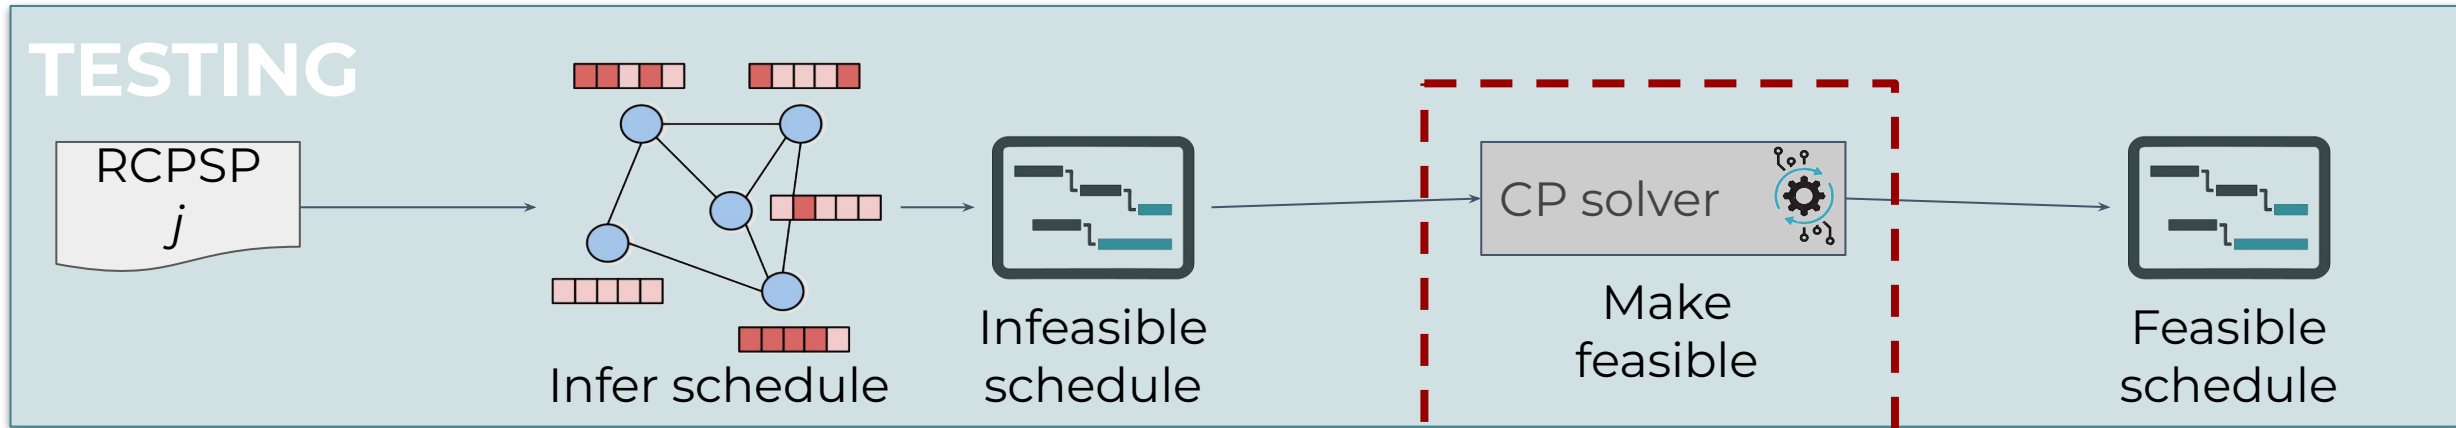 TESTING
RCPSP
j
Infer schedule
Infeasible
schedule
CP solver
Make
feasible
Feasible
schedule